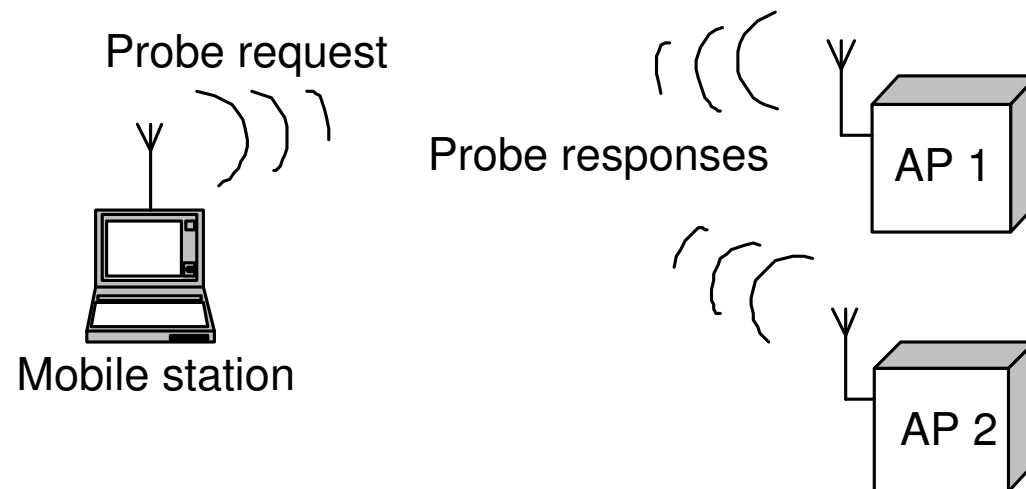 Probe request
Probe responses
AP 1
Mobile station
AP 2